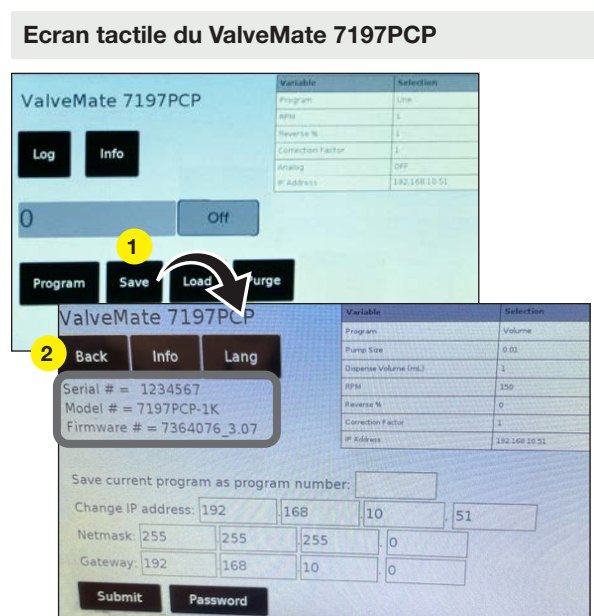 Ecran tactile du ValveMate 7197PCP
ValveMate 7197PCP
Variable Selection
Program Line
RPM 1
Reverse % 1
Correction Factor 1
Analog OFF
IP Address 192.168.10.51
Log Info
0 Off
1
Program Save Load Purge
ValveMate 7197PCP
Variable Selection
Program Volume
Pump Size 0.01
Dispense Volume (mL) 1
RPM 150
Reverse % 0
Correction Factor 1
IP Address 192.168.10.51
2
Back Info Lang
Serial # = 1234567
Model # = 7197PCP-1K
Firmware # = 7364076_3.07
Save current program as program number:
Change IP address: 192 .168 .10 . 51
Netmask: 255 .255 .255 . 0
Gateway: 192 .168 .10 . 0
Submit Password